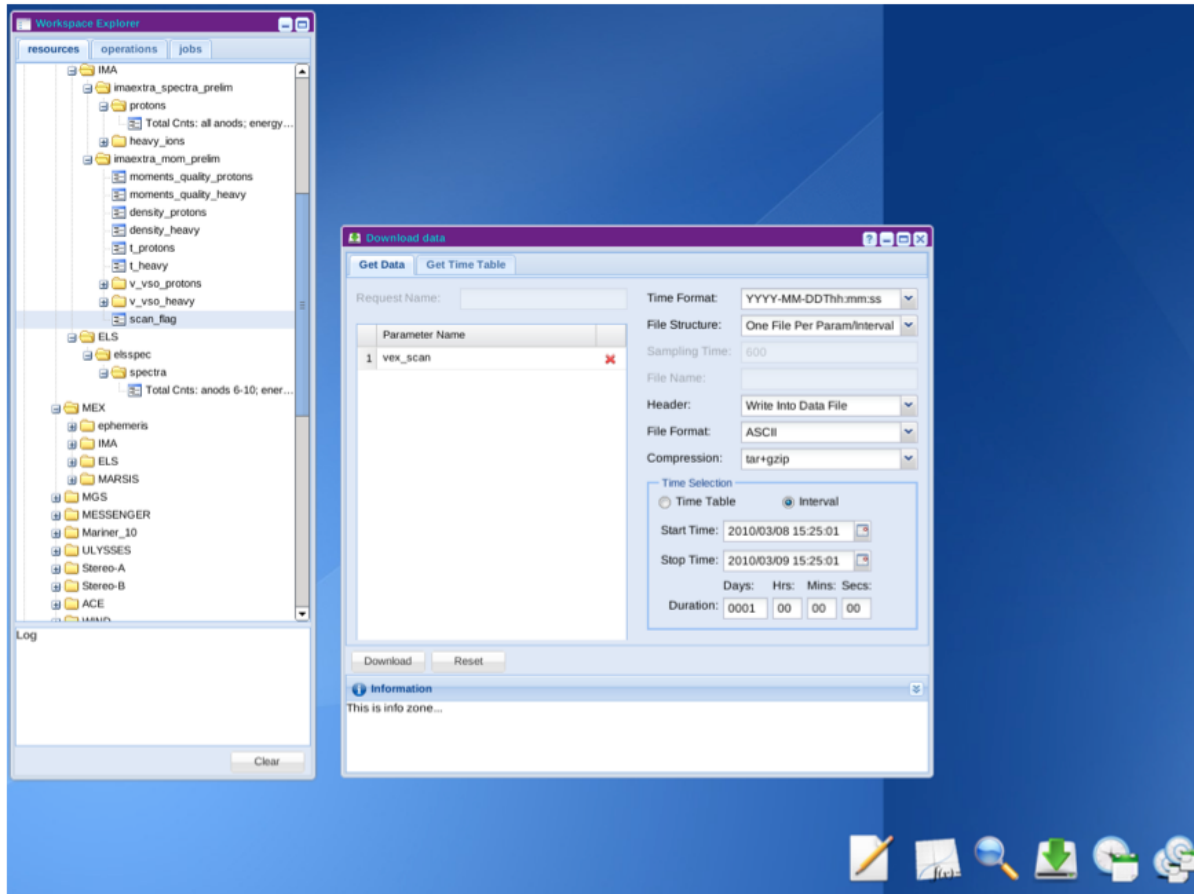 Workspace Explorer
resources operations jobs
IMA
imaextra_spectra_prelim
protons
Total Cnts: all anods; energy...
heavy_ions
imaextra_mom_prelim
moments_quality_protons
moments_quality_heavy
density_protons
density_heavy
t_protons
t_heavy
v_vso_protons
v_vso_heavy
scan_flag
ELS
elsspec
spectra
Total Cnts: anods 6-10; ener...
MEX
ephemeris
IMA
ELS
MARSIS
MGS
MESSENGER
Mariner_10
ULYSSES
Stereo-A
Stereo-B
ACE
WIND
Log
Clear
Download data
Get Data Get Time Table
Request Name:
Parameter Name
1 vex_scan
Time Format: YYYY-MM-DDThh:mm:ss
File Structure: One File Per Param/Interval
Sampling Time: 600
File Name:
Header: Write Into Data File
File Format: ASCII
Compression: tar+gzip
Time Selection
Time Table Interval
Start Time: 2010/03/08 15:25:01
Stop Time: 2010/03/09 15:25:01
Days: Hrs: Mins: Secs:
Duration: 0001 00 00 00
Download Reset
Information
This is info zone...
f(x)=